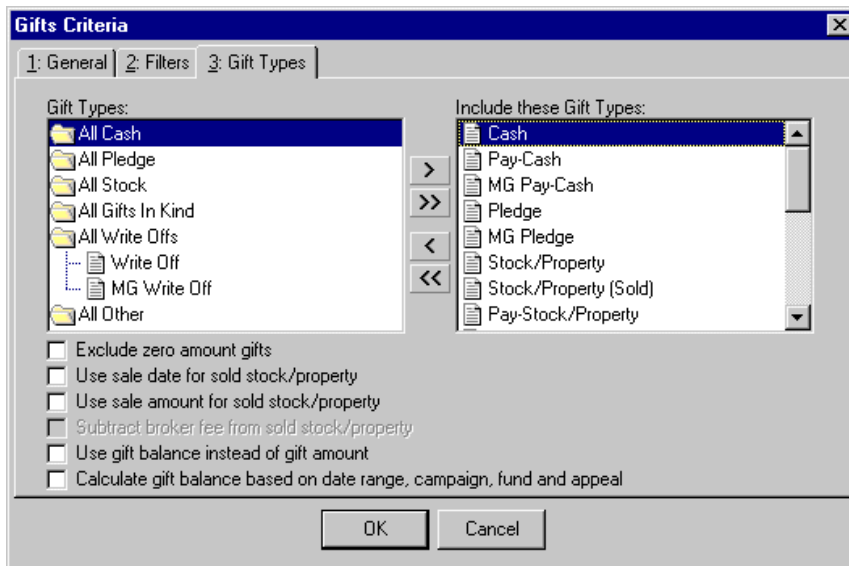 Gifts Criteria
1: General 2: Filters 3: Gift Types
Gift Types:
All Cash
All Pledge
All Stock
All Gifts In Kind
All Write Offs
Write Off
MG Write Off
All Other
>
>>
<
<<
Include these Gift Types:
Cash
Pay-Cash
MG Pay-Cash
Pledge
MG Pledge
Stock/Property
Stock/Property (Sold)
Pay-Stock/Property
Exclude zero amount gifts
Use sale date for sold stock/property
Use sale amount for sold stock/property
Subtract broker fee from sold stock/property
Use gift balance instead of gift amount
Calculate gift balance based on date range, campaign, fund and appeal
OK Cancel